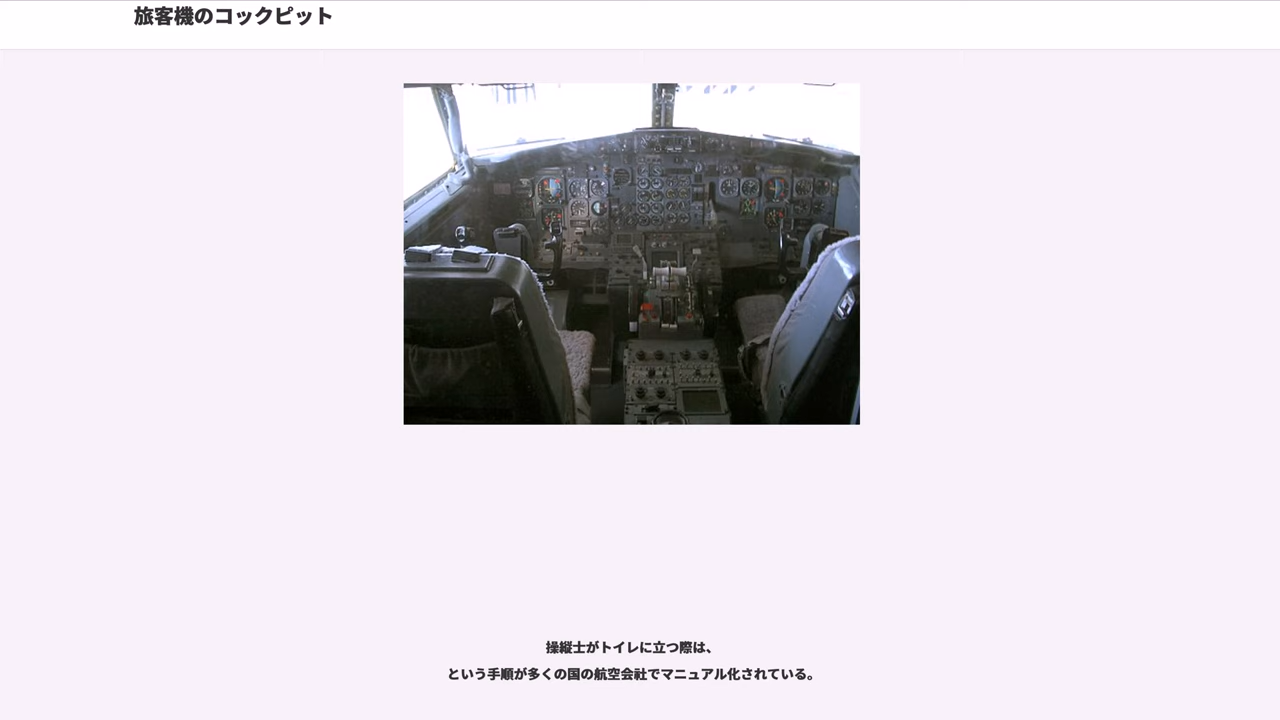 旅客機のコックピット
操縦士がトイレに立つ際は、
という手順が多くの国の航空会社でマニュアル化されている。